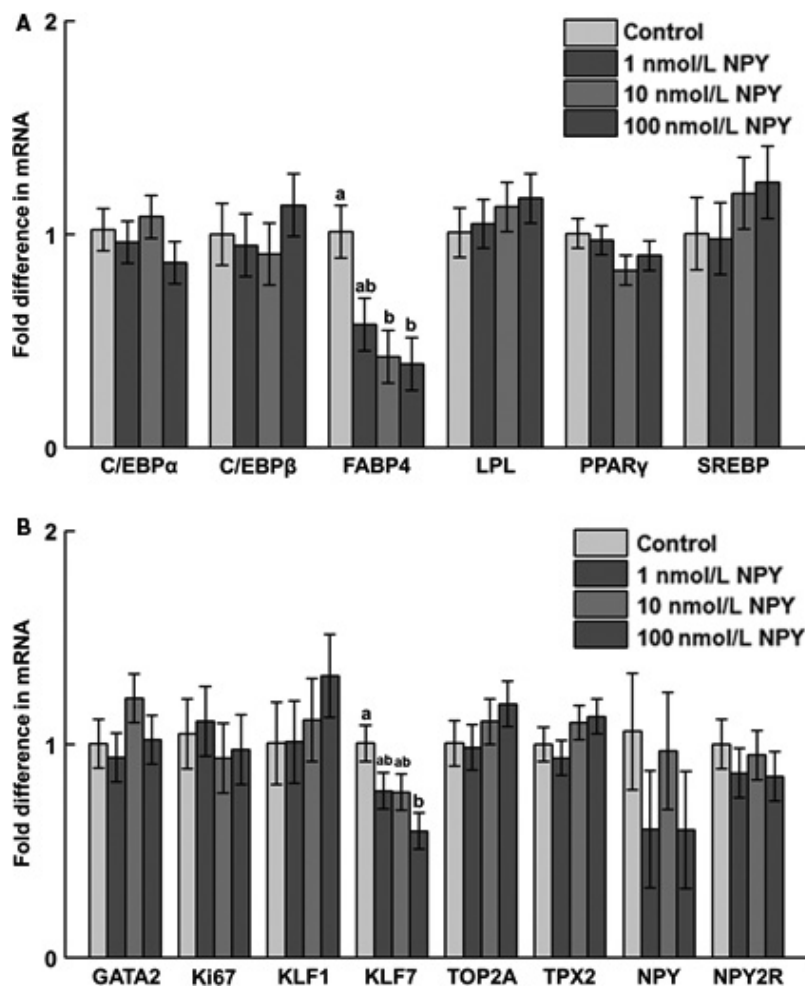 A
2
Control
1 nmol/L NPY
10 nmol/L NPY
100 nmol/L NPY
Fold difference in mRNA
1
a
ab
b
b
0
C/EBPα C/EBPβ FABP4 LPL PPARγ SREBP
B
2
Control
1 nmol/L NPY
10 nmol/L NPY
100 nmol/L NPY
Fold difference in mRNA
1
a
ab
ab
b
0
GATA2 Ki67 KLF1 KLF7 TOP2A TPX2 NPY NPY2R